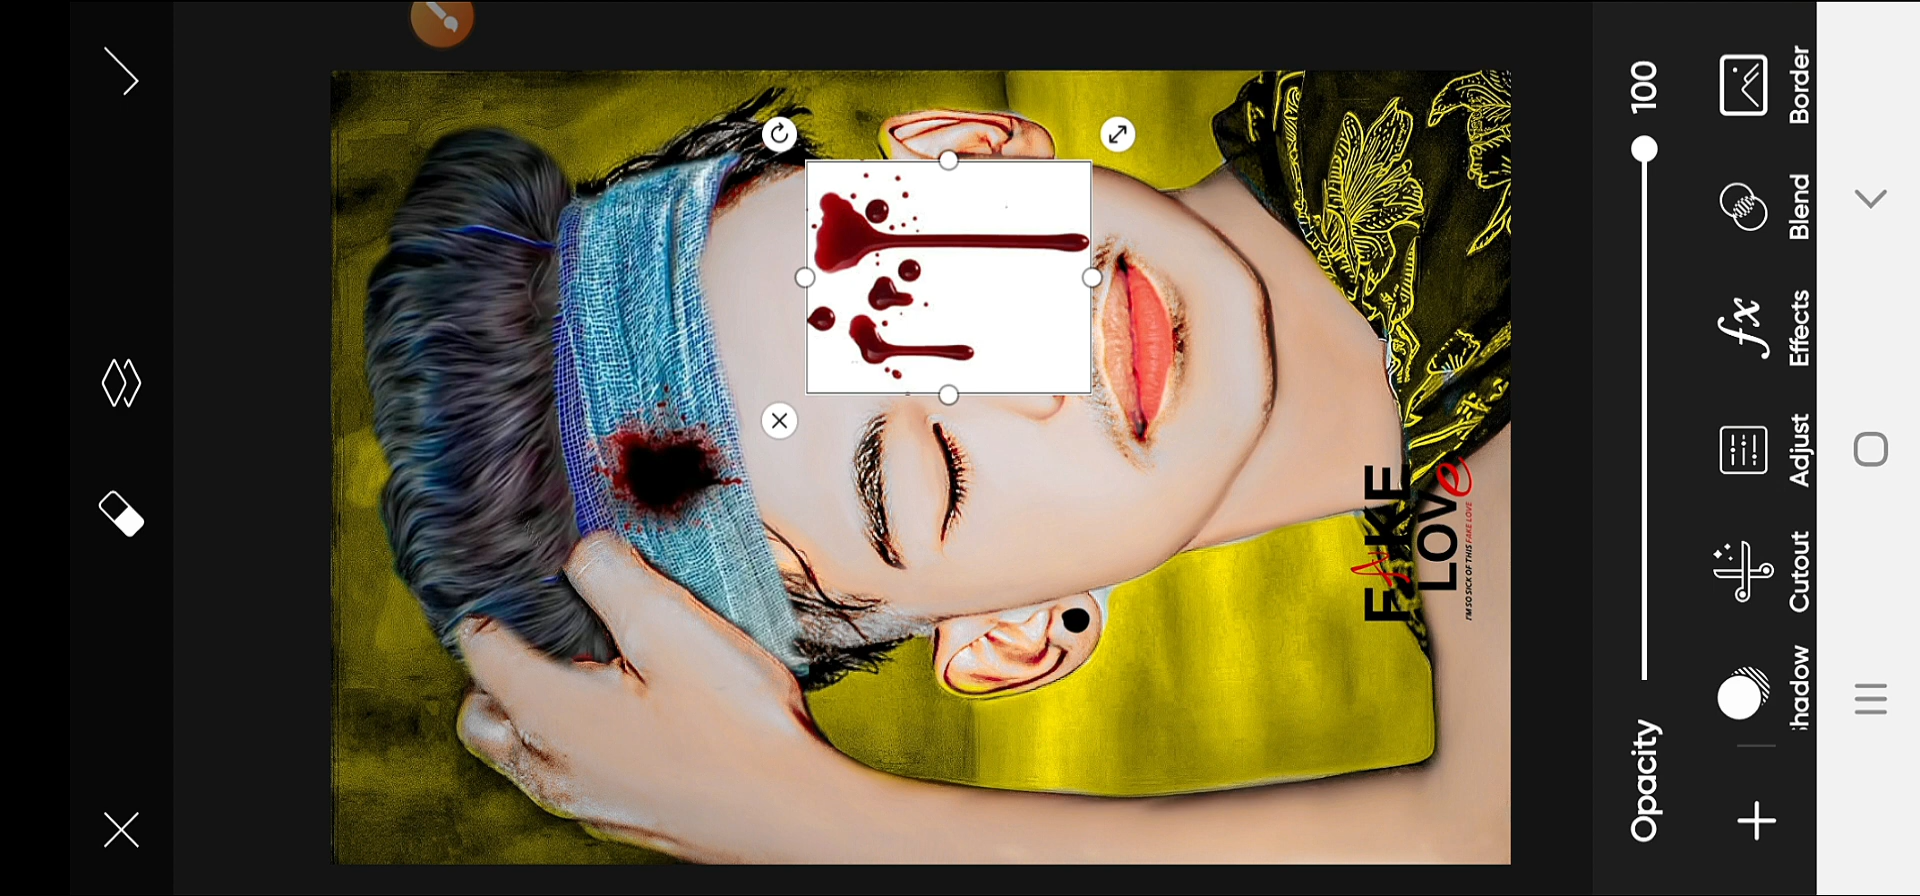 FAKE
LOVe
I'M SO SICK OF THIS FAKE LOVE
Opacity
100
hadow
Cutout
Adjust
Effects
Blend
Border